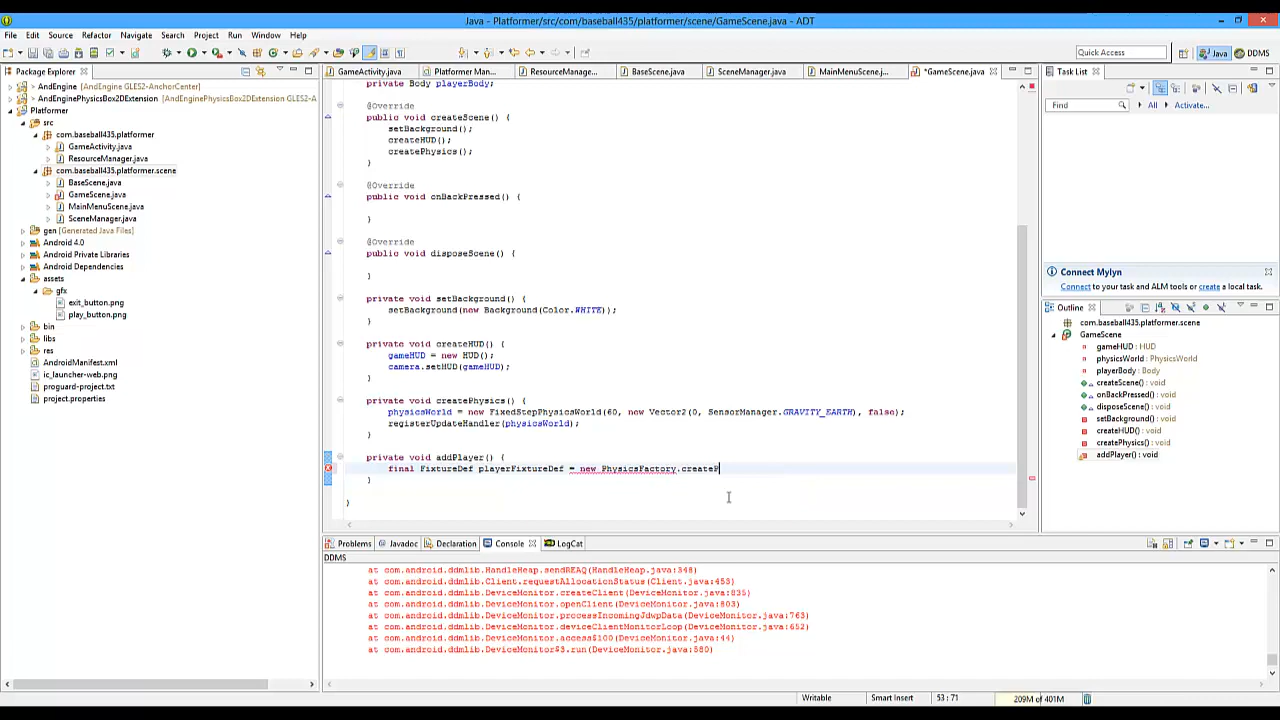 Java - Platformer/src/com/baseball435/platformer/scene/GameScene.java - ADT
File Edit Source Refactor Navigate Search Project Run Window Help
Quick Access
Java
DDMS
Package Explorer
AndEngine (GLES2-AnchorCenter)
AndEnginePhysicsBox2DExtension (AndEnginePhysicsBox2DExtension GLES2-A
Platformer
src
com.baseball435.platformer
GameActivity.java
ResourceManager.java
com.baseball435.platformer.scene
BaseScene.java
GameScene.java
MainMenuScene.java
SceneManager.java
gen [Generated Java Files]
Android 4.0
Android Private Libraries
Android Dependencies
assets
gfx
exit_button.png
play_button.png
bin
libs
res
AndroidManifest.xml
ic_launcher-web.png
proguard-project.txt
project.properties
GameActivity.java
Platformer Man...
ResourceManage...
BaseScene.java
SceneManager.java
MainMenuScene.j...
*GameScene.java
private Body playerBody;
@Override
public void createScene() {
setBackground();
createHUD();
createPhysics();
}
@Override
public void onBackPressed() {
}
@Override
public void disposeScene() {
}
private void setBackground() {
setBackground(new Background(Color.WHITE));
}
private void createHUD() {
gameHUD = new HUD();
camera.setHUD(gameHUD);
}
private void createPhysics() {
physicsWorld = new FixedStepPhysicsWorld(60, new Vector2(0, SensorManager.GRAVITY_EARTH), false);
registerUpdateHandler(physicsWorld);
}
private void addPlayer() {
final FixtureDef playerFixtureDef = new PhysicsFactory.createF
}
}
Task List
Find
All
Activate...
Connect Mylyn
Connect to your task and ALM tools or create a local task.
Outline
com.baseball435.platformer.scene
GameScene
gameHUD : HUD
physicsWorld : PhysicsWorld
playerBody : Body
createScene() : void
onBackPressed() : void
disposeScene() : void
setBackground() : void
createHUD() : void
createPhysics() : void
addPlayer() : void
Problems
Javadoc
Declaration
Console
LogCat
DDMS
at com.android.ddmlib.HandleHeap.sendREAQ(HandleHeap.java:348)
at com.android.ddmlib.Client.requestAllocationStatus(Client.java:453)
at com.android.ddmlib.DeviceMonitor.createClient(DeviceMonitor.java:835)
at com.android.ddmlib.DeviceMonitor.openClient(DeviceMonitor.java:803)
at com.android.ddmlib.DeviceMonitor.processIncomingJdwpData(DeviceMonitor.java:763)
at com.android.ddmlib.DeviceMonitor.deviceClientMonitorLoop(DeviceMonitor.java:652)
at com.android.ddmlib.DeviceMonitor.access$100(DeviceMonitor.java:44)
at com.android.ddmlib.DeviceMonitor$3.run(DeviceMonitor.java:580)
Writable
Smart Insert
53 : 71
209M of 401M